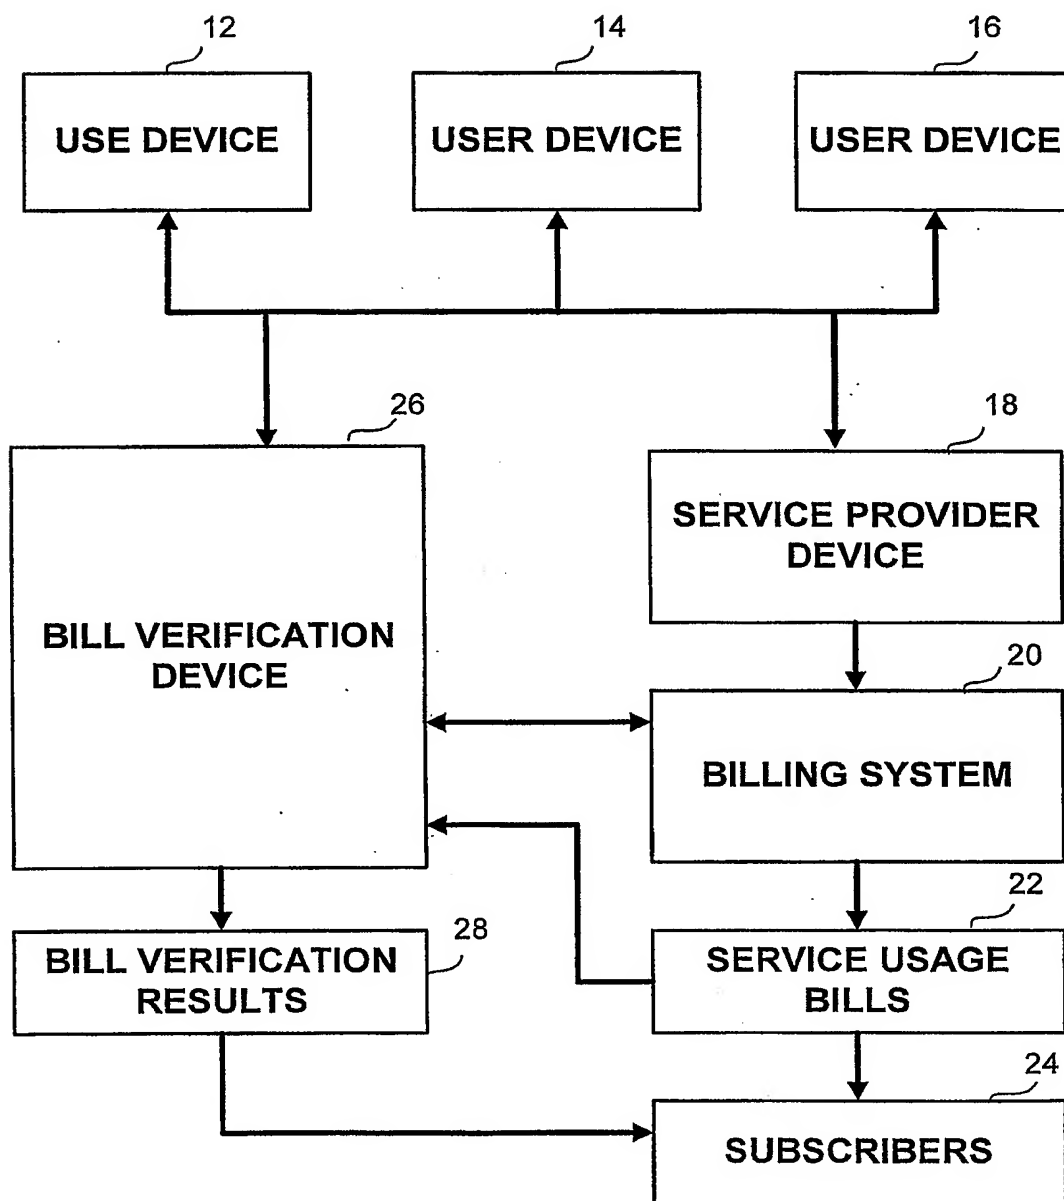 12
14
16
USE DEVICE
USER DEVICE
USER DEVICE
26
18
SERVICE PROVIDER
DEVICE
BILL VERIFICATION
DEVICE
20
BILLING SYSTEM
22
28
BILL VERIFICATION
RESULTS
SERVICE USAGE
BILLS
24
SUBSCRIBERS